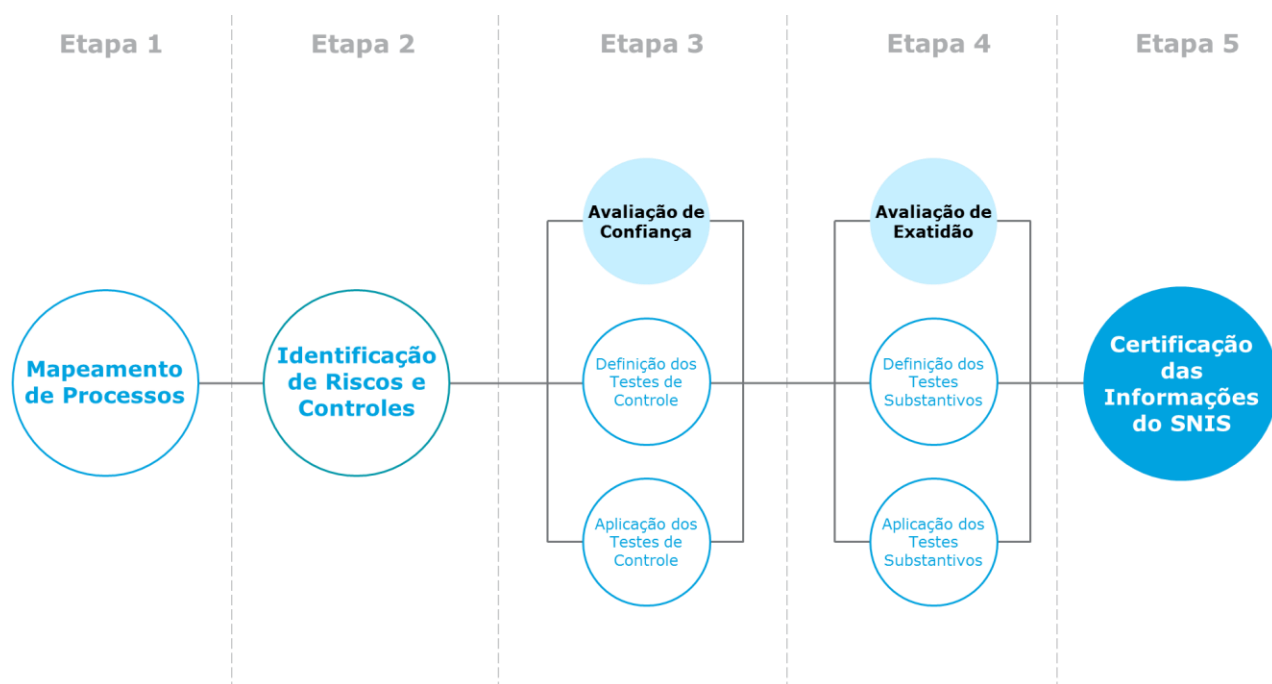 Etapa 1
Etapa 2
Etapa 3
Etapa 4
Etapa 5
Mapeamento
de Processos
Identificação
de Riscos e
Controles
Avaliação de
Confiança
Definição dos
Testes de
Controle
Aplicação dos
Testes de
Controle
Avaliação de
Exatidão
Definição dos
Testes
Substantivos
Aplicação dos
Testes
Substantivos
Certificação
das
Informações
do SNIS